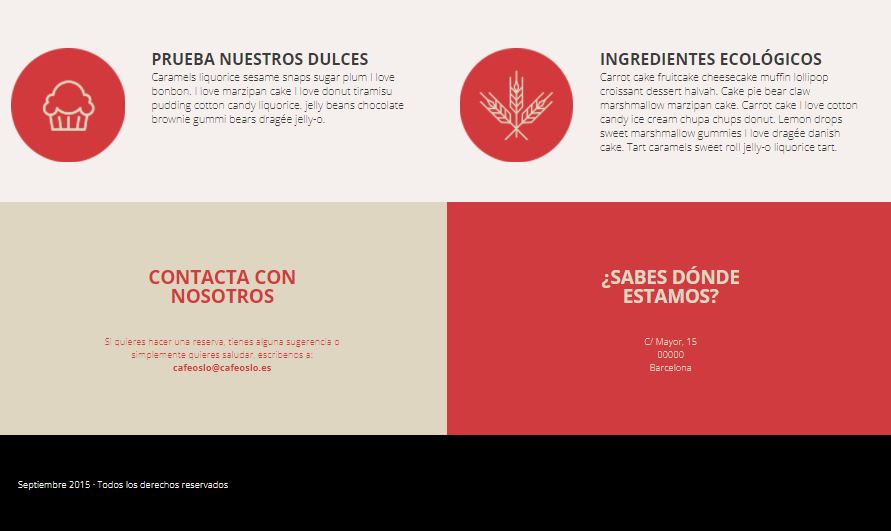 PRUEBA NUESTROS DULCES
Caramels liquorice sesame snaps sugar plum I love
bonbon. I love marzipan cake I love donut tiramisu
pudding cotton candy liquorice. Jelly beans chocolate
brownie gummi bears dragée jelly-o.
INGREDIENTES ECOLÓGICOS
Carrot cake fruitcake cheesecake muffin lollipop
croissant dessert halvah. Cake pie bear claw
marshmallow marzipan cake. Carrot cake I love cotton
candy ice cream chupa chups donut. Lemon drops
sweet marshmallow gummies I love dragée danish
cake. Tart caramels sweet roll jelly-o liquorice tart.
CONTACTA CON
NOSOTROS
Si quieres hacer una reserva, tienes alguna sugerencia o
simplemente quieres saludar, escríbenos a:
cafeoslo@cafeoslo.es
¿SABES DÓNDE
ESTAMOS?
C/ Mayor, 15
00000
Barcelona
Septiembre 2015 · Todos los derechos reservados